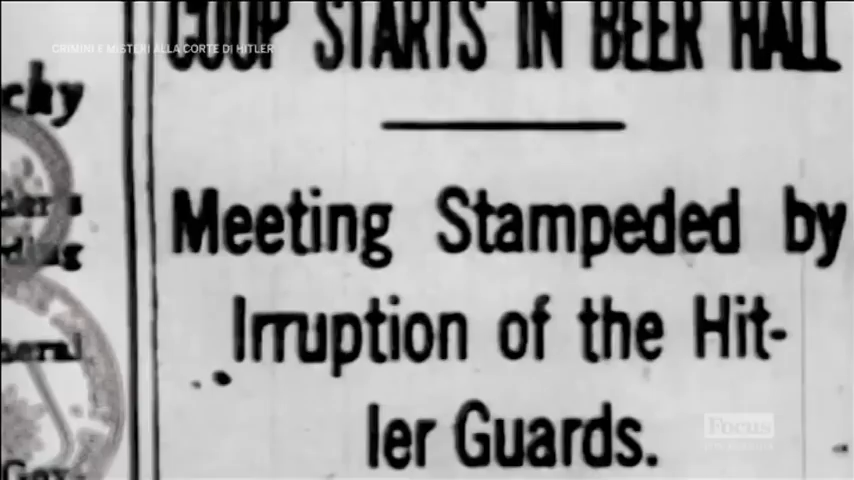 COUP STARTS IN BEER HALL
CRIMINI E MISTERI ALLA CORTE DI HITLER
chy
Meeting Stampeded by
Irruption of the Hit-
ler Guards.
Focus